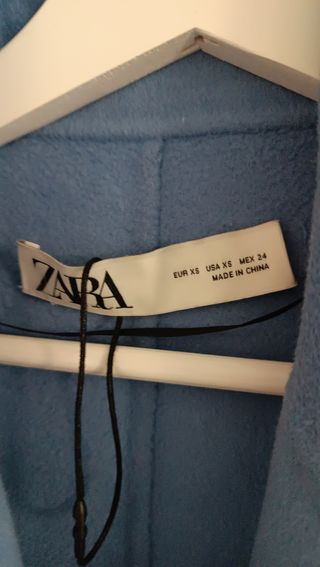 ZARA
EUR XS USA XS MEX 24
MADE IN CHINA